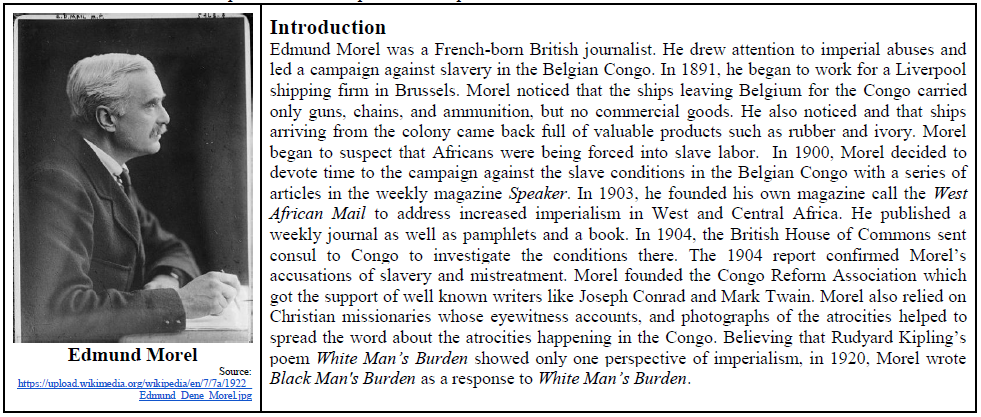 E.D. MOREL M.P.
Edmund Morel
Source:
https://upload.wikimedia.org/wikipedia/en/7/7a/1922_
Edmund_Dene_Morel.jpg
Introduction
Edmund Morel was a French-born British journalist. He drew attention to imperial abuses and
led a campaign against slavery in the Belgian Congo. In 1891, he began to work for a Liverpool
shipping firm in Brussels. Morel noticed that the ships leaving Belgium for the Congo carried
only guns, chains, and ammunition, but no commercial goods. He also noticed and that ships
arriving from the colony came back full of valuable products such as rubber and ivory. Morel
began to suspect that Africans were being forced into slave labor. In 1900, Morel decided to
devote time to the campaign against the slave conditions in the Belgian Congo with a series of
articles in the weekly magazine Speaker. In 1903, he founded his own magazine call the West
African Mail to address increased imperialism in West and Central Africa. He published a
weekly journal as well as pamphlets and a book. In 1904, the British House of Commons sent
consul to Congo to investigate the conditions there. The 1904 report confirmed Morel's
accusations of slavery and mistreatment. Morel founded the Congo Reform Association which
got the support of well known writers like Joseph Conrad and Mark Twain. Morel also relied on
Christian missionaries whose eyewitness accounts, and photographs of the atrocities helped to
spread the word about the atrocities happening in the Congo. Believing that Rudyard Kipling's
poem White Man's Burden showed only one perspective of imperialism, in 1920, Morel wrote
Black Man's Burden as a response to White Man's Burden.